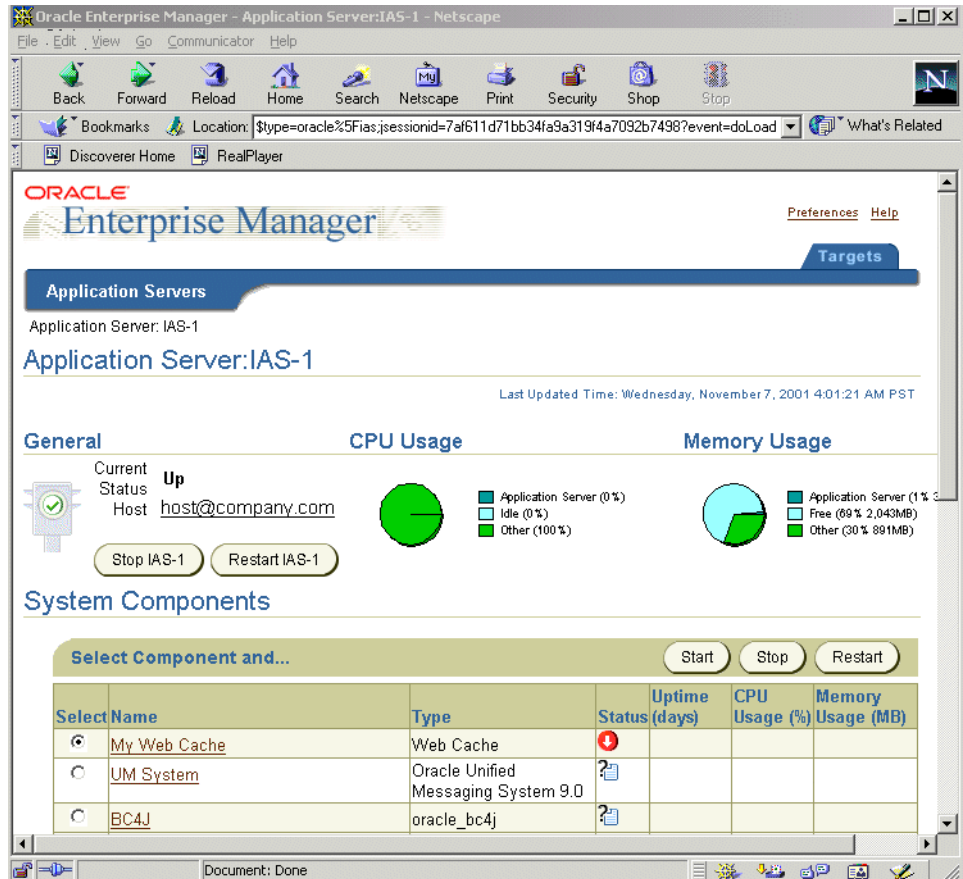 Oracle Enterprise Manager - Application Server:IAS-1 - Netscape
File Edit View Go Communicator Help
Back Forward Reload Home Search Netscape Print Security Shop Stop
My
N
Bookmarks Location: $type=oracle%5Fias;jsessionid=7af611d71bb34fa9a319f4a7092b7498?event=doLoad What's Related
Discoverer Home RealPlayer
ORACLE
Enterprise Manager
Preferences Help
Targets
Application Servers
Application Server: IAS-1
Application Server:IAS-1
Last Updated Time: Wednesday, November 7, 2001 4:01:21 AM PST
General CPU Usage Memory Usage
Current Status Up
Host host@company.com
Application Server (0%)
Idle (0%)
Other (100%)
Application Server (1% 3
Free (69% 2,043MB)
Other (30% 891MB)
Stop IAS-1 Restart IAS-1
System Components
Select Component and... Start Stop Restart
Select Name Type Status Uptime (days) CPU Usage (%) Memory Usage (MB)
My Web Cache Web Cache
UM System Oracle Unified Messaging System 9.0 ?
BC4J oracle_bc4j ?
Document: Done